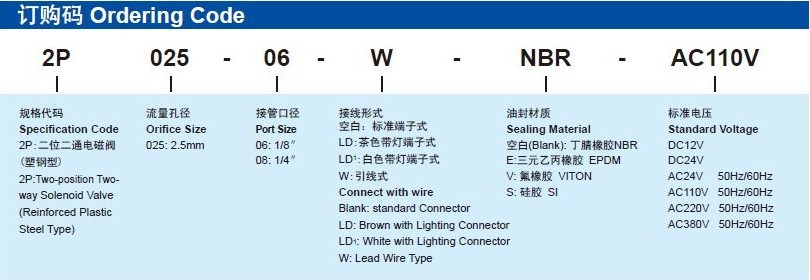 订购码 Ordering Code
2P 025 - 06 - W - NBR - AC110V
规格代码
Specification Code
2P:二位二通电磁阀
(塑钢型)
2P:Two-position Two-
way Solenoid Valve
(Reinforced Plastic
Steel Type)
流量孔径
Orifice Size
025: 2.5mm
接管口径
Port Size
06: 1/8″
08: 1/4″
接线形式
空白: 标准端子式
LD:茶色带灯端子式
LD¹:白色带灯端子式
W:引线式
Connect with wire
Blank: standard Connector
LD: Brown with Lighting Connector
LD¹: White with Lighting Connector
W: Lead Wire Type
油封材质
Sealing Material
空白(Blank): 丁腈橡胶NBR
E:三元乙丙橡胶 EPDM
V: 氟橡胶 VITON
S: 硅胶 SI
标准电压
Standard Voltage
DC12V
DC24V
AC24V 50Hz/60Hz
AC110V 50Hz/60Hz
AC220V 50Hz/60Hz
AC380V 50Hz/60Hz